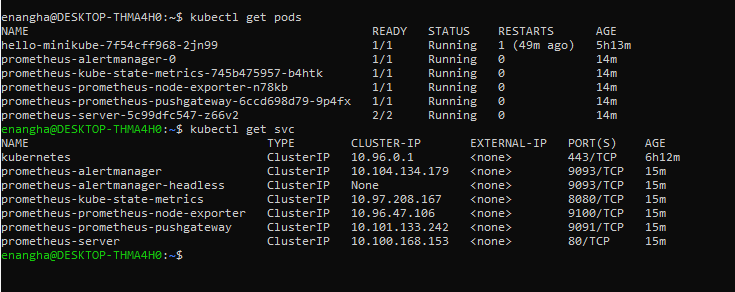 enangha@DESKTOP-THMA4H0:~$ kubectl get pods
NAME READY STATUS RESTARTS AGE
hello-minikube-7f54cff968-2jn99 1/1 Running 1 (49m ago) 5h13m
prometheus-alertmanager-0 1/1 Running 0 14m
prometheus-kube-state-metrics-745b475957-b4htk 1/1 Running 0 14m
prometheus-prometheus-node-exporter-n78kb 1/1 Running 0 14m
prometheus-prometheus-pushgateway-6ccd698d79-9p4fx 1/1 Running 0 14m
prometheus-server-5c99dfc547-z66v2 2/2 Running 0 14m
enangha@DESKTOP-THMA4H0:~$ kubectl get svc
NAME TYPE CLUSTER-IP EXTERNAL-IP PORT(S) AGE
kubernetes ClusterIP 10.96.0.1 <none> 443/TCP 6h12m
prometheus-alertmanager ClusterIP 10.104.134.179 <none> 9093/TCP 15m
prometheus-alertmanager-headless ClusterIP None <none> 9093/TCP 15m
prometheus-kube-state-metrics ClusterIP 10.97.208.167 <none> 8080/TCP 15m
prometheus-prometheus-node-exporter ClusterIP 10.96.47.106 <none> 9100/TCP 15m
prometheus-prometheus-pushgateway ClusterIP 10.101.133.242 <none> 9091/TCP 15m
prometheus-server ClusterIP 10.100.168.153 <none> 80/TCP 15m
enangha@DESKTOP-THMA4H0:~$